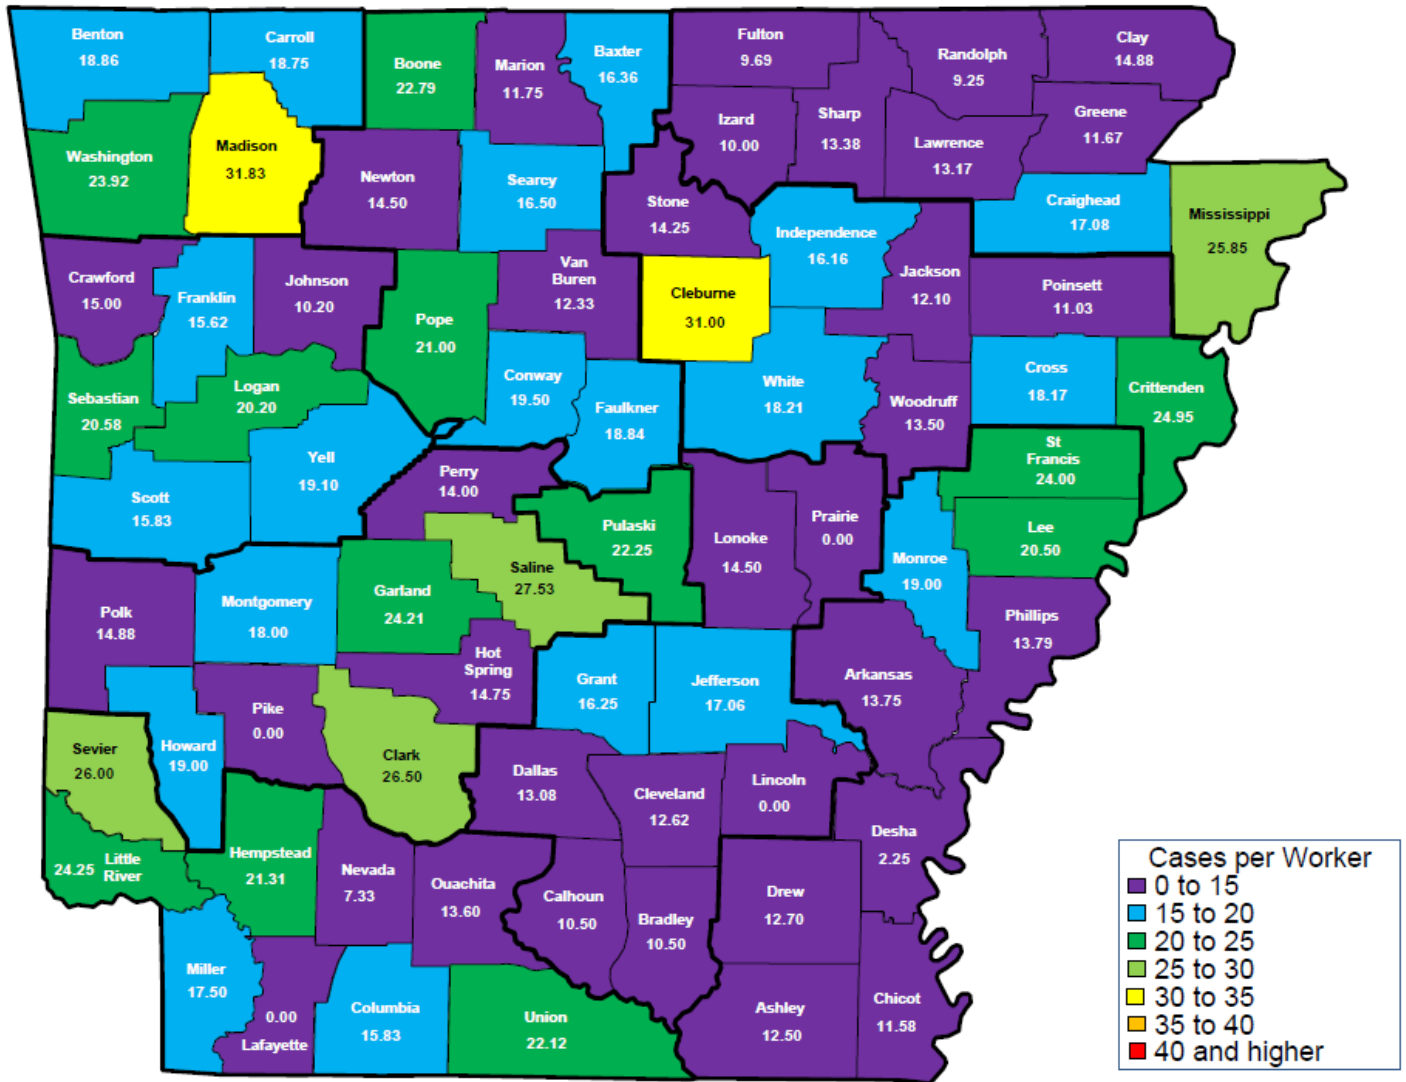 Benton
18.86
Carroll
18.75
Boone
22.79
Marion
11.75
Baxter
16.36
Fulton
9.69
Randolph
9.25
Clay
14.88
Washington
23.92
Madison
31.83
Newton
14.50
Searcy
16.50
Stone
14.25
Izard
10.00
Sharp
13.38
Lawrence
13.17
Greene
11.67
Craighead
17.08
Mississippi
25.85
Crawford
15.00
Franklin
15.62
Johnson
10.20
Pope
21.00
Van
Buren
12.33
Cleburne
31.00
Independence
16.16
Jackson
12.10
Poinsett
11.03
Sebastian
20.58
Logan
20.20
Conway
19.50
Faulkner
18.84
White
18.21
Woodruff
13.50
Cross
18.17
Crittenden
24.95
Scott
15.83
Yell
19.10
Perry
14.00
Pulaski
22.25
Lonoke
14.50
Prairie
0.00
Monroe
19.00
St
Francis
24.00
Lee
20.50
Polk
14.88
Montgomery
18.00
Garland
24.21
Saline
27.53
Hot
Spring
14.75
Grant
16.25
Jefferson
17.06
Arkansas
13.75
Phillips
13.79
Sevier
26.00
Howard
19.00
Pike
0.00
Clark
26.50
Dallas
13.08
Cleveland
12.62
Lincoln
0.00
Desha
2.25
24.25 Little
River
Hempstead
21.31
Nevada
7.33
Ouachita
13.60
Calhoun
10.50
Bradley
10.50
Drew
12.70
Miller
17.50
0.00
Lafayette
Columbia
15.83
Union
22.12
Ashley
12.50
Chicot
11.58
Cases per Worker
0 to 15
15 to 20
20 to 25
25 to 30
30 to 35
35 to 40
40 and higher